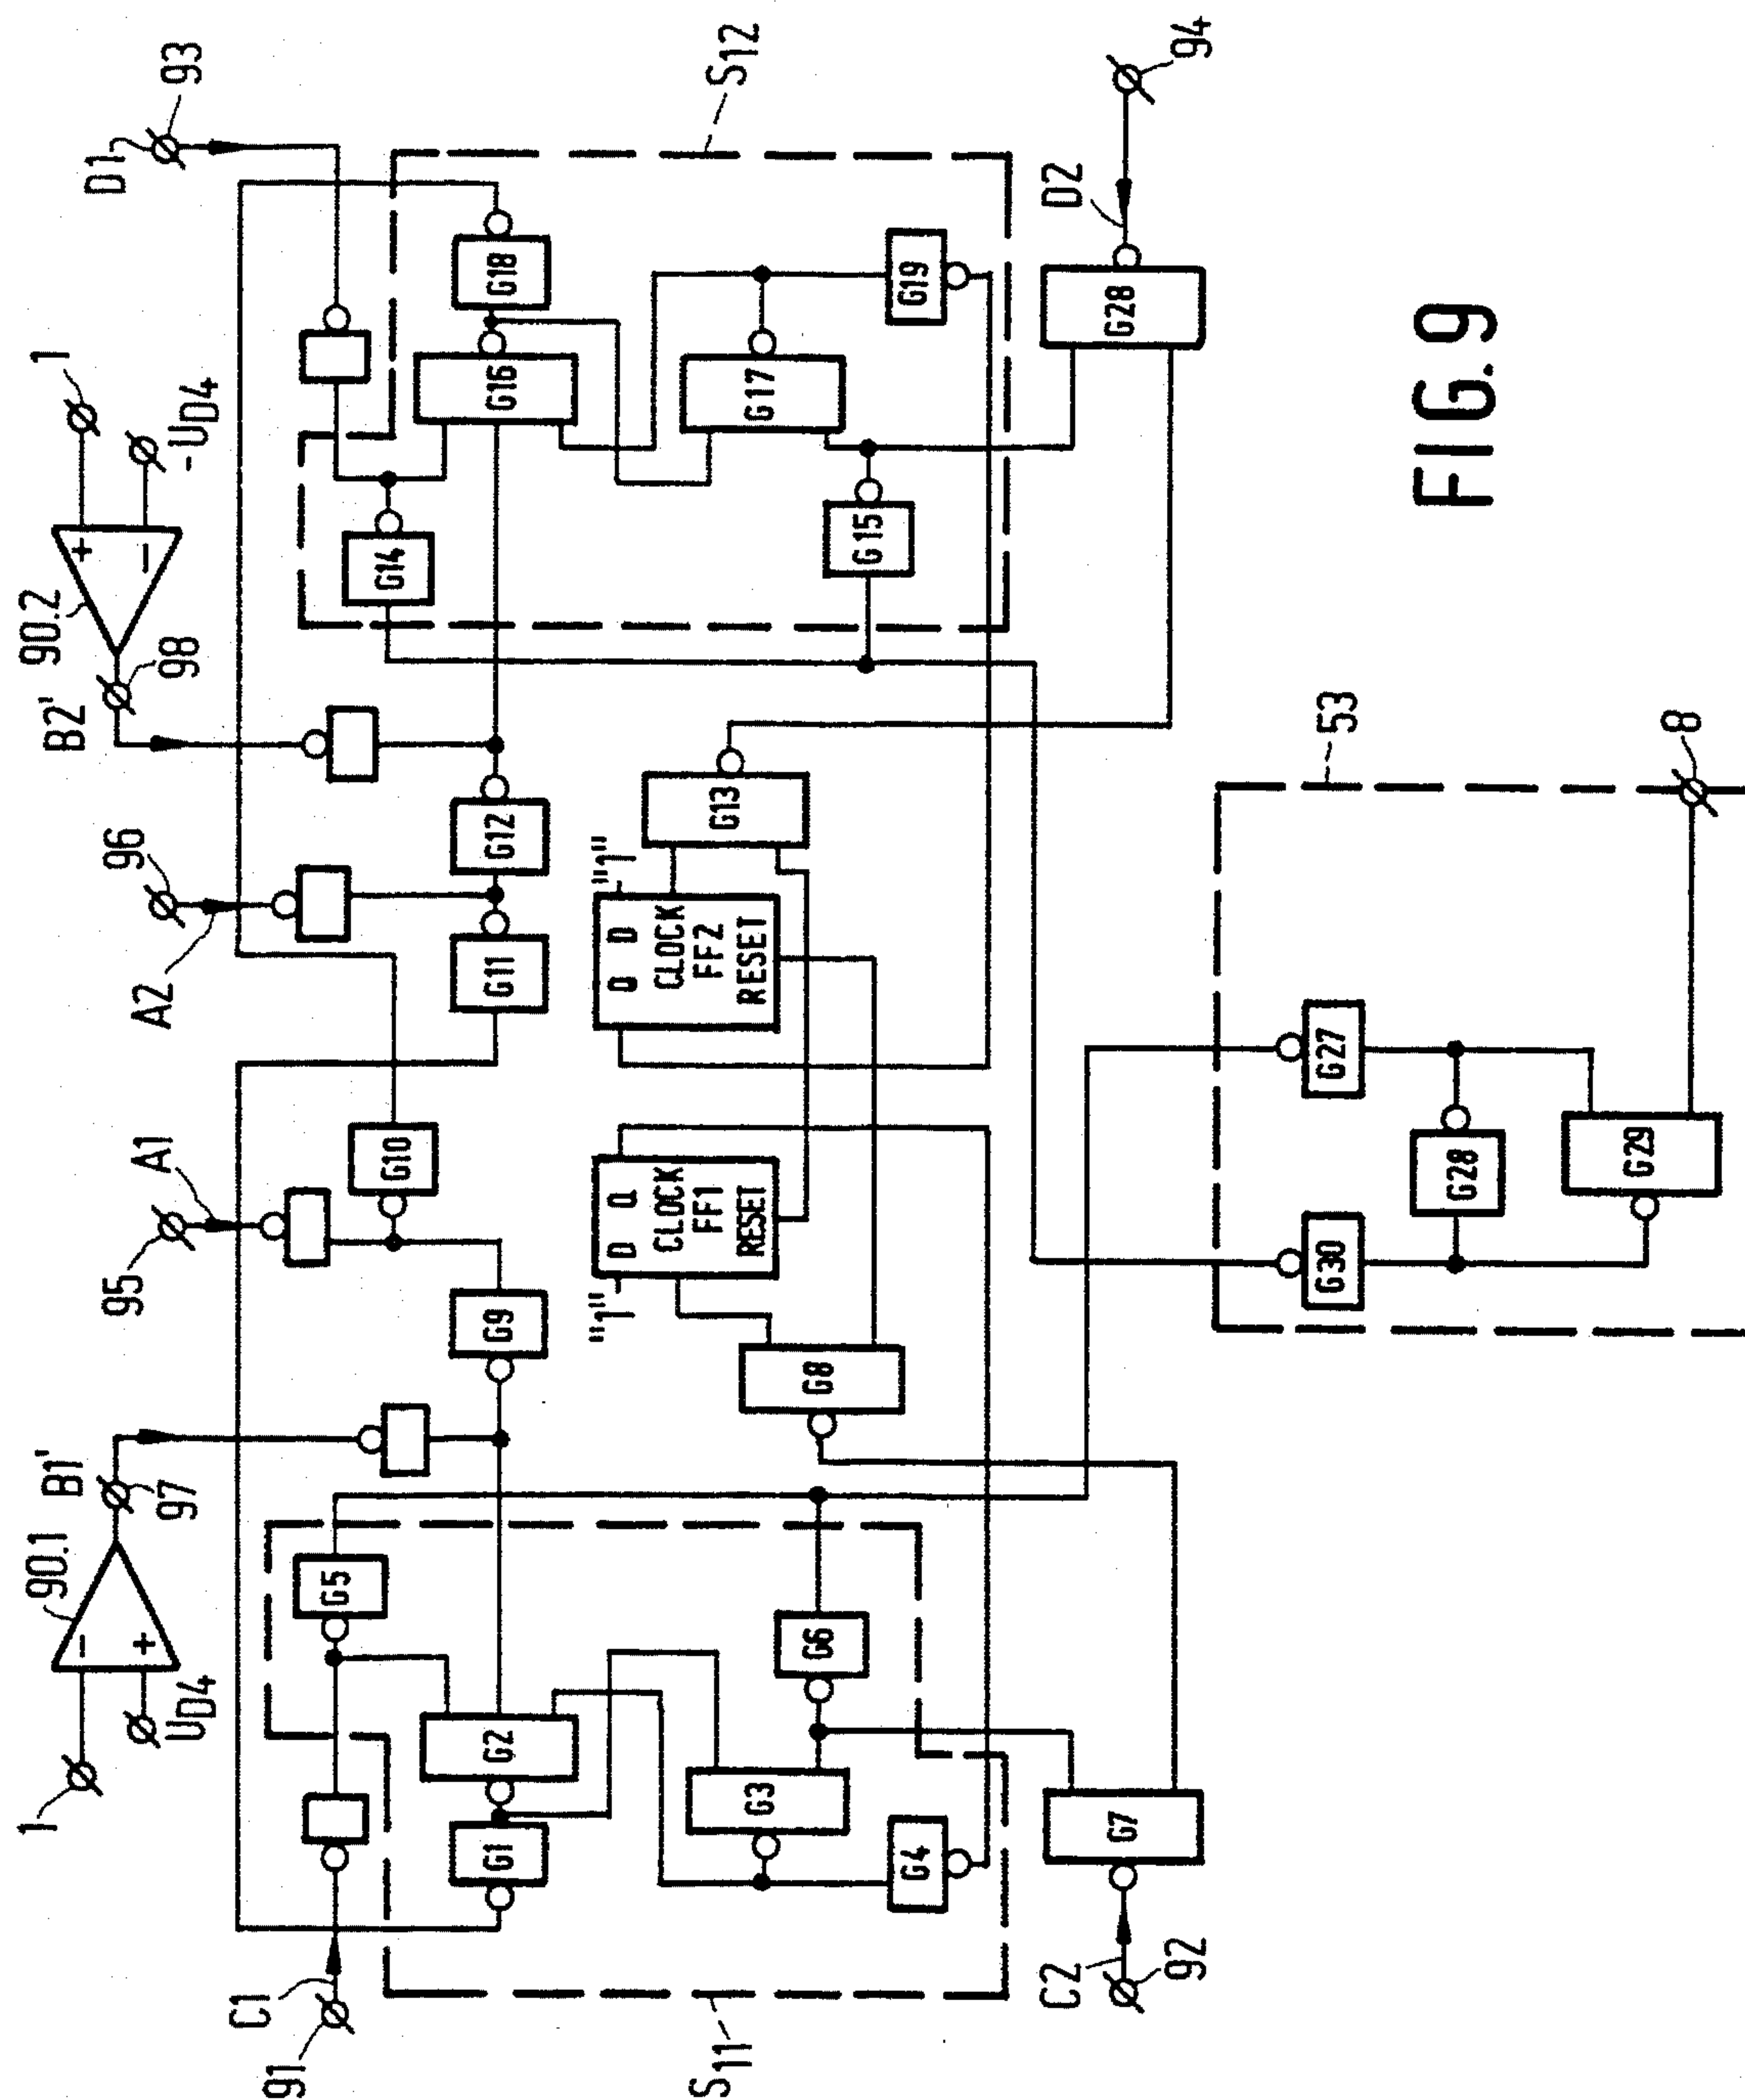 1
-
+
U_D4
90.1
B1'
97
95
A1
A2
96
B2'
98
90.2
+
-
1
-U_D4
D1
93
91
C1
G5
G10
G14
G1
G2
G9
G11
G12
G16
G18
"1"
D Q
CLOCK
FF1
RESET
Q D
CLOCK
FF2
RESET
"1"
S11
G3
G6
G8
G13
G17
S12
G4
G15
G19
92
C2
G7
G28
D2
94
G30
G27
53
G28
G29
8
FIG. 9